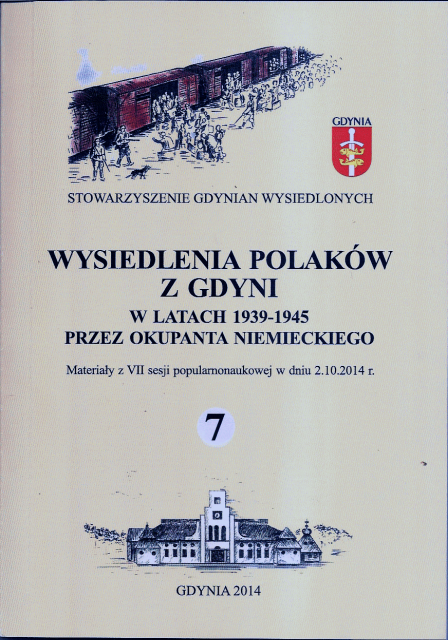 GDYNIA
STOWARZYSZENIE GDYNIAN WYSIEDLONYCH
WYSIEDLENIA POLAKÓW
Z GDYNI
W LATACH 1939-1945
PRZEZ OKUPANTA NIEMIECKIEGO
Materiały z VII sesji popularnonaukowej w dniu 2.10.2014 r.
7
GDYNIA 2014